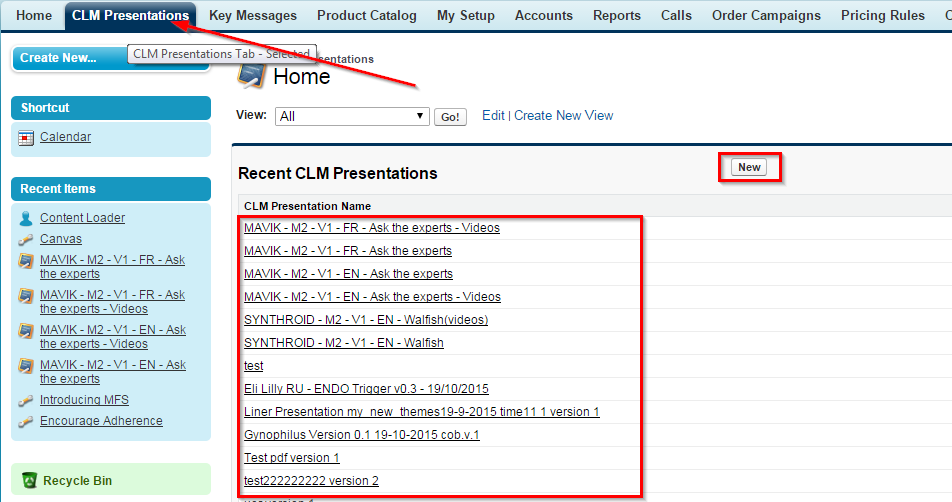 Home CLM Presentations Key Messages Product Catalog My Setup Accounts Reports Calls Order Campaigns Pricing Rules
Create New...
CLM Presentations Tab - Selected
Home
View: All Go! Edit | Create New View
Shortcut
Calendar
Recent Items
Content Loader
Canvas
MAVIK - M2 - V1 - FR - Ask
the experts
MAVIK - M2 - V1 - FR - Ask
the experts - Videos
MAVIK - M2 - V1 - EN - Ask
the experts - Videos
MAVIK - M2 - V1 - EN - Ask
the experts
Introducing MFS
Encourage Adherence
Recycle Bin
Recent CLM Presentations New
CLM Presentation Name
MAVIK - M2 - V1 - FR - Ask the experts - Videos
MAVIK - M2 - V1 - FR - Ask the experts
MAVIK - M2 - V1 - EN - Ask the experts
MAVIK - M2 - V1 - EN - Ask the experts - Videos
SYNTHROID - M2 - V1 - EN - Walfish(videos)
SYNTHROID - M2 - V1 - EN - Walfish
test
Eli Lilly RU - ENDO Trigger v0.3 - 19/10/2015
Liner Presentation my_new_themes19-9-2015 time11 1 version 1
Gynophilus Version 0.1 19-10-2015 cob.v.1
Test pdf version 1
test222222222 version 2